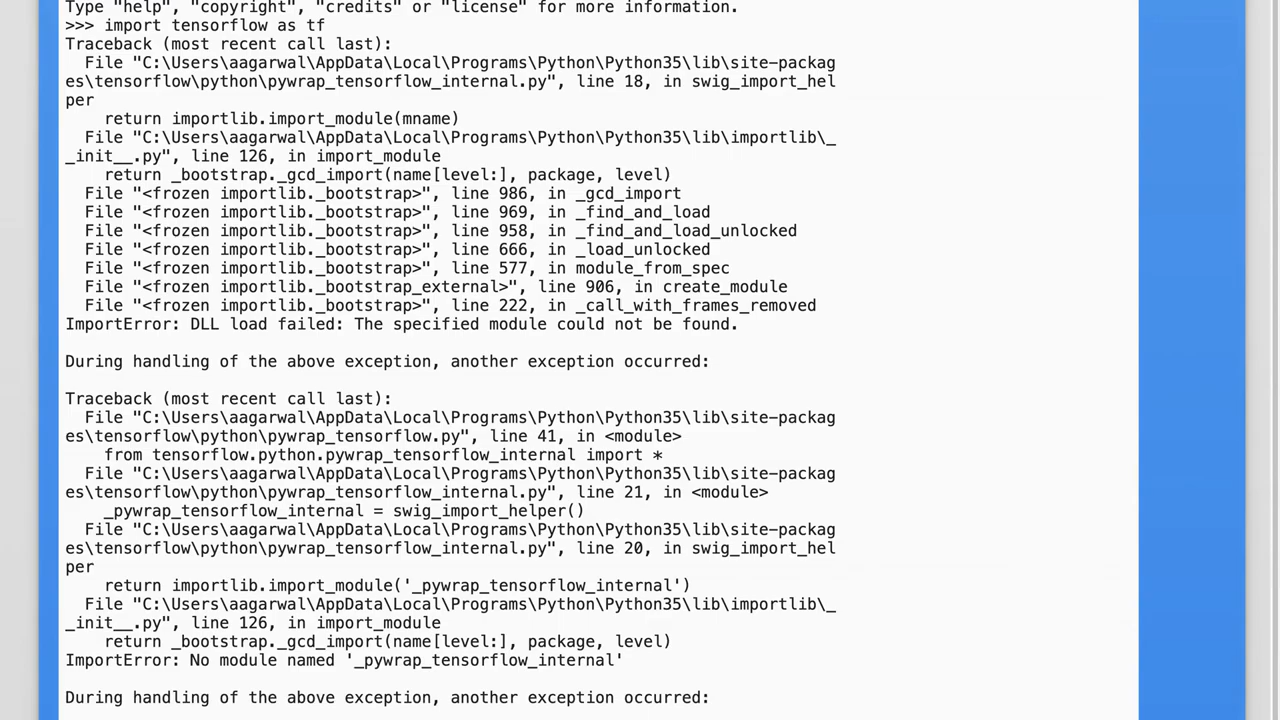 Type "help", "copyright", "credits" or "license" for more information.
>>> import tensorflow as tf
Traceback (most recent call last):
  File "C:\Users\aagarwal\AppData\Local\Programs\Python\Python35\lib\site-packag
es\tensorflow\python\pywrap_tensorflow_internal.py", line 18, in swig_import_hel
per
    return importlib.import_module(mname)
  File "C:\Users\aagarwal\AppData\Local\Programs\Python\Python35\lib\importlib\_
_init__.py", line 126, in import_module
    return _bootstrap._gcd_import(name[level:], package, level)
  File "<frozen importlib._bootstrap>", line 986, in _gcd_import
  File "<frozen importlib._bootstrap>", line 969, in _find_and_load
  File "<frozen importlib._bootstrap>", line 958, in _find_and_load_unlocked
  File "<frozen importlib._bootstrap>", line 666, in _load_unlocked
  File "<frozen importlib._bootstrap>", line 577, in module_from_spec
  File "<frozen importlib._bootstrap_external>", line 906, in create_module
  File "<frozen importlib._bootstrap>", line 222, in _call_with_frames_removed
ImportError: DLL load failed: The specified module could not be found.

During handling of the above exception, another exception occurred:

Traceback (most recent call last):
  File "C:\Users\aagarwal\AppData\Local\Programs\Python\Python35\lib\site-packag
es\tensorflow\python\pywrap_tensorflow.py", line 41, in <module>
    from tensorflow.python.pywrap_tensorflow_internal import *
  File "C:\Users\aagarwal\AppData\Local\Programs\Python\Python35\lib\site-packag
es\tensorflow\python\pywrap_tensorflow_internal.py", line 21, in <module>
    _pywrap_tensorflow_internal = swig_import_helper()
  File "C:\Users\aagarwal\AppData\Local\Programs\Python\Python35\lib\site-packag
es\tensorflow\python\pywrap_tensorflow_internal.py", line 20, in swig_import_hel
per
    return importlib.import_module('_pywrap_tensorflow_internal')
  File "C:\Users\aagarwal\AppData\Local\Programs\Python\Python35\lib\importlib\_
_init__.py", line 126, in import_module
    return _bootstrap._gcd_import(name[level:], package, level)
ImportError: No module named '_pywrap_tensorflow_internal'

During handling of the above exception, another exception occurred: